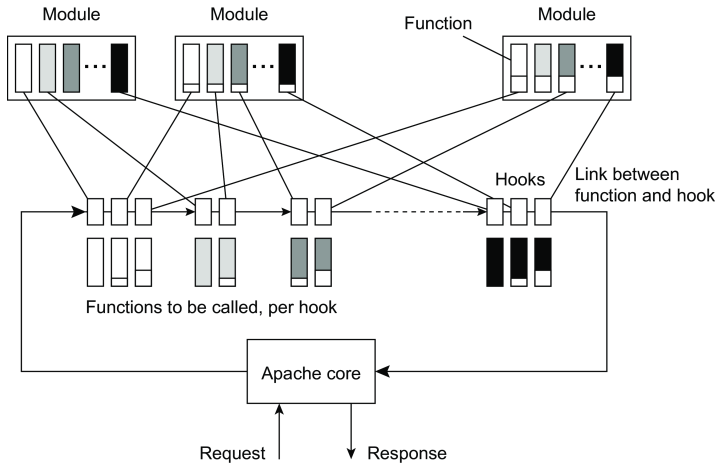 Module
Module
Module
Function
...
...
...
Hooks
Link between
function and hook
Functions to be called, per hook
Apache core
Request
Response